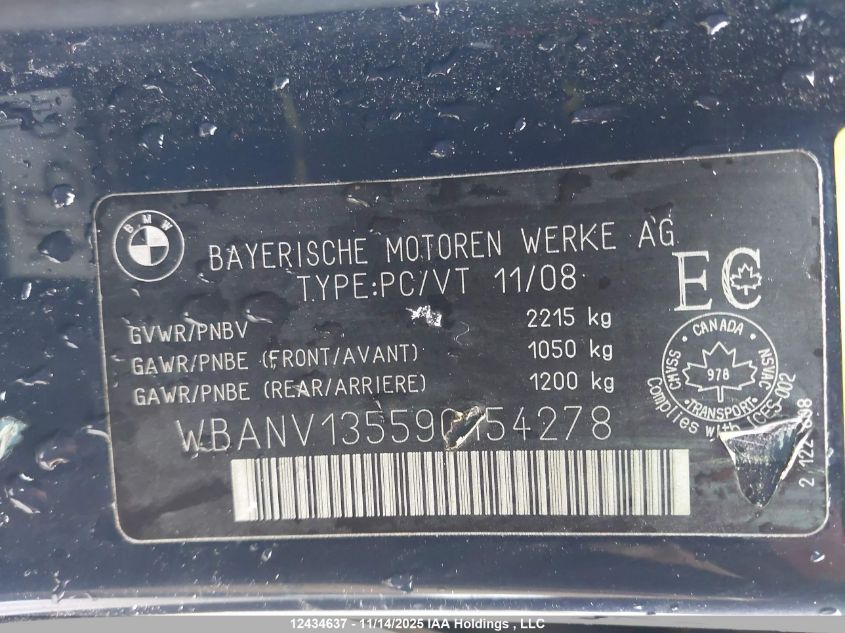 BMW
BAYERISCHE MOTOREN WERKE AG
TYPE:PC/VT 11/08
EC
GVWR/PNBV 2215 kg
GAWR/PNBE (FRONT/AVANT) 1050 kg
GAWR/PNBE (REAR/ARRIERE) 1200 kg
CANADA
CMVSS NSVAC
978
TRANSPORT
Complies with ICES-002
12434637 - 11/14/2025 IAA Holdings , LLC